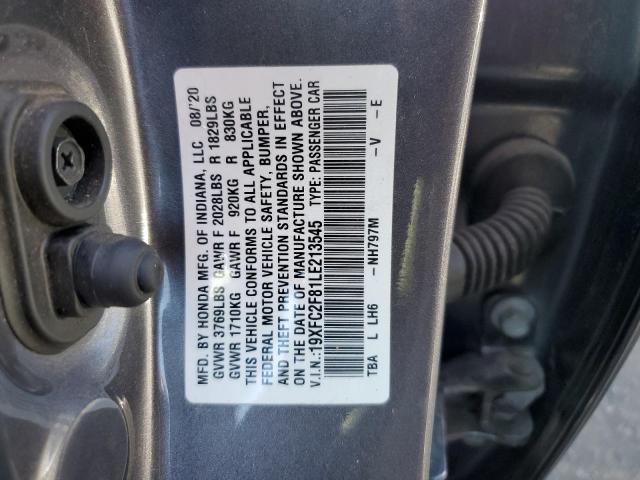 MFD. BY HONDA MFG. OF INDIANA, LLC 08/'20
GVWR 3769LBS GAWR F 2028LBS R 1829LBS
GVWR 1710KG GAWR F 920KG R 830KG
THIS VEHICLE CONFORMS TO ALL APPLICABLE
FEDERAL MOTOR VEHICLE SAFETY, BUMPER,
AND THEFT PREVENTION STANDARDS IN EFFECT
ON THE DATE OF MANUFACTURE SHOWN ABOVE.
V.I.N.:19XFC2F81LE213545 TYPE: PASSENGER CAR
TBA L LH6 -NH797M -V -E